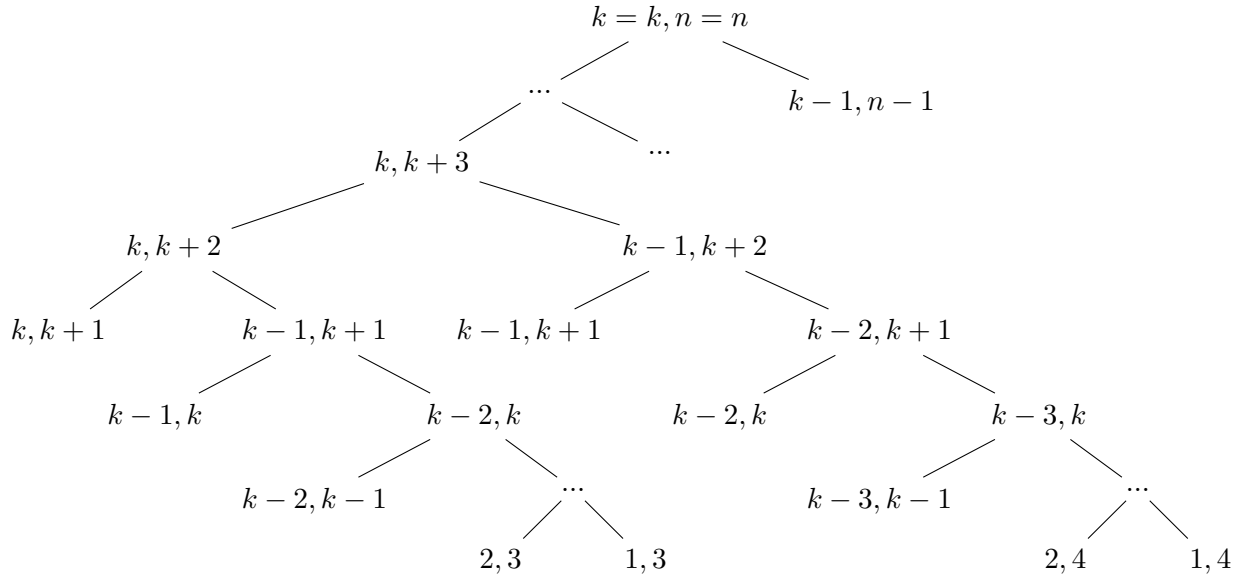 k = k, n = n
...
k − 1, n − 1
...
k, k + 3
k, k + 2
k − 1, k + 2
k, k + 1
k − 1, k + 1
k − 1, k + 1
k − 2, k + 1
k − 1, k
k − 2, k
k − 2, k
k − 3, k
k − 2, k − 1
...
k − 3, k − 1
...
2, 3
1, 3
2, 4
1, 4